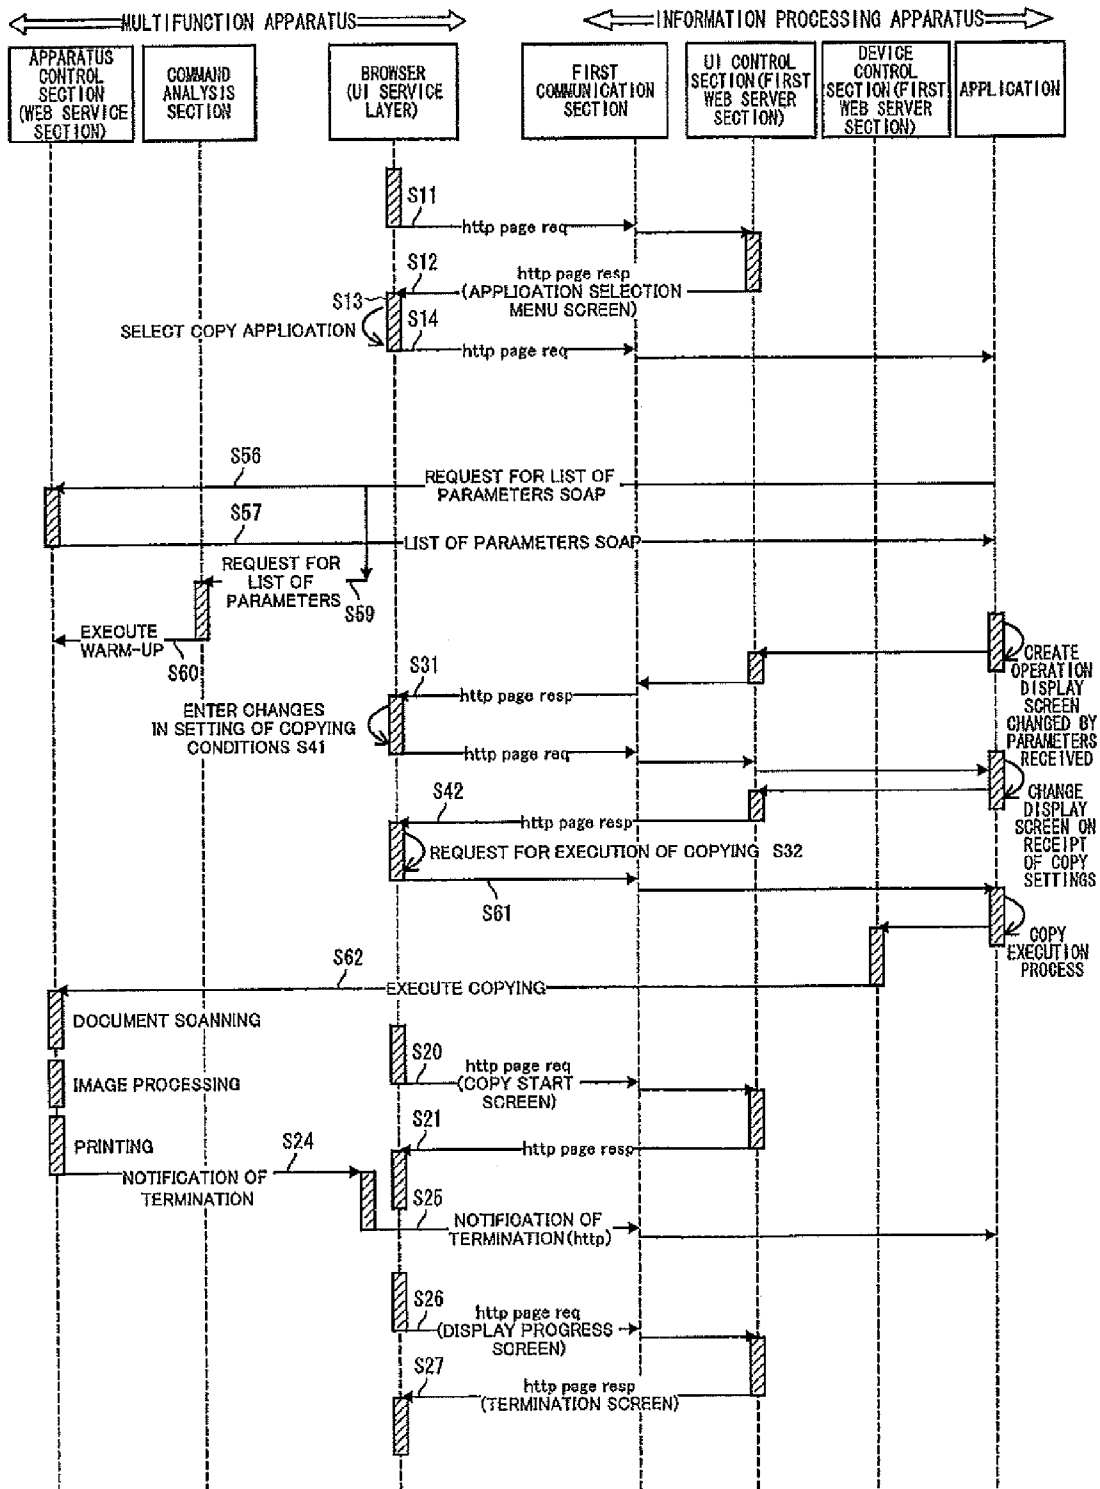 MULTIFUNCTION APPARATUS
INFORMATION PROCESSING APPARATUS
APPARATUS
CONTROL
SECTION
(WEB SERVICE
SECTION)
COMMAND
ANALYSIS
SECTION
BROWSER
(UI SERVICE
LAYER)
FIRST
COMMUNICATION
SECTION
UI CONTROL
SECTION(FIRST
WEB SERVER
SECTION)
DEVICE
CONTROL
SECTION(FIRST
WEB SERVER
SECTION)
APPLICATION
S11
http page req
S12
http page resp
(APPLICATION SELECTION
MENU SCREEN)
S13
SELECT COPY APPLICATION
S14
http page req
S56
REQUEST FOR LIST OF
PARAMETERS SOAP
S57
LIST OF PARAMETERS SOAP
REQUEST FOR
LIST OF
PARAMETERS
S59
EXECUTE
WARM-UP
S60
CREATE
OPERATION
DISPLAY
SCREEN
CHANGED BY
PARAMETERS
RECEIVED
S31
http page resp
ENTER CHANGES
IN SETTING OF COPYING
CONDITIONS S41
http page req
S42
http page resp
CHANGE
DISPLAY
SCREEN ON
RECEIPT
OF COPY
SETTINGS
REQUEST FOR EXECUTION OF COPYING S32
S61
COPY
EXECUTION
PROCESS
S62
EXECUTE COPYING
DOCUMENT SCANNING
S20
http page req
(COPY START
SCREEN)
IMAGE PROCESSING
S21
http page resp
PRINTING
S24
NOTIFICATION OF
TERMINATION
S25
NOTIFICATION OF
TERMINATION(http)
S26
http page req
(DISPLAY PROGRESS
SCREEN)
S27
http page resp
(TERMINATION SCREEN)